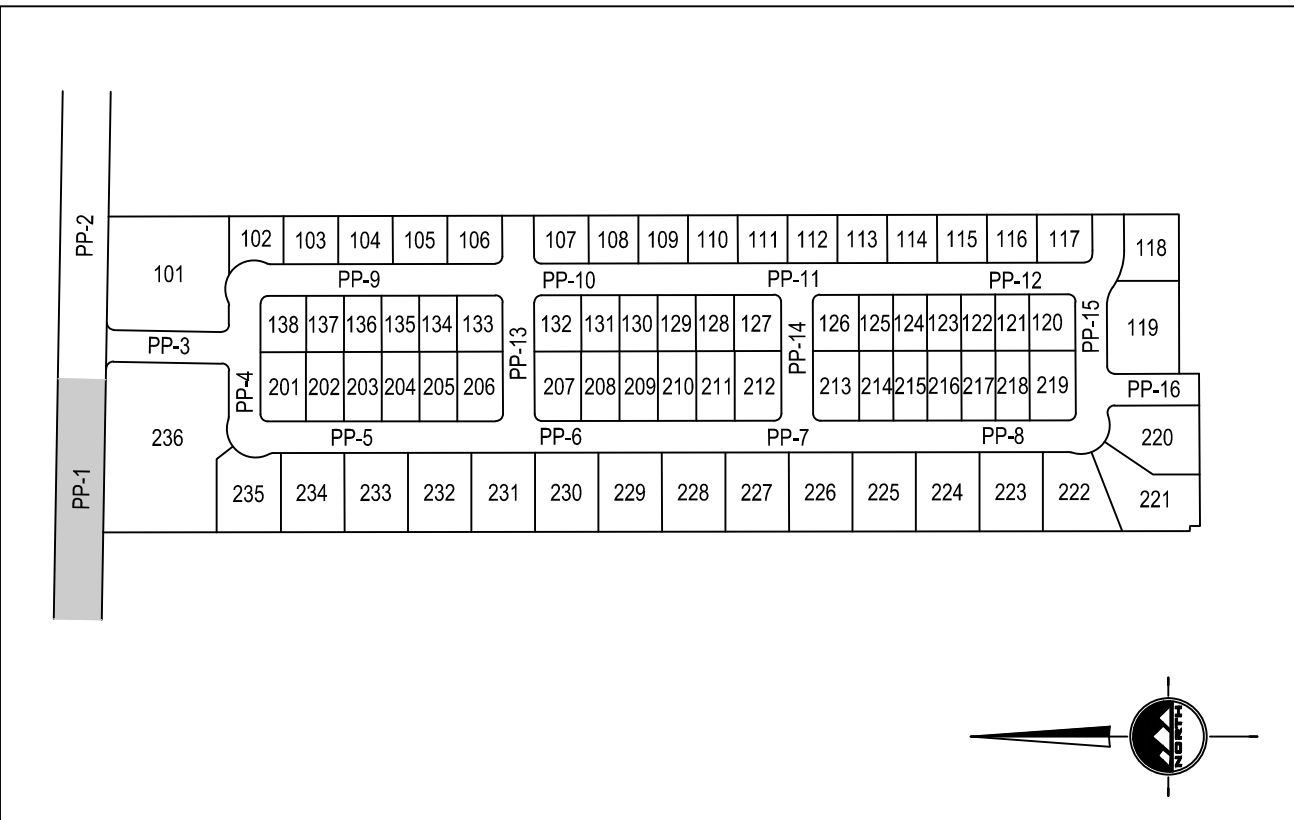 PP-2
101
102 103 104 105 106 107 108 109 110 111 112 113 114 115 116 117
118
PP-9 PP-10 PP-11 PP-12
138 137 136 135 134 133 132 131 130 129 128 127 126 125 124 123 122 121 120
119
PP-3
PP-13
PP-14
PP-15
PP-4
201 202 203 204 205 206 207 208 209 210 211 212 213 214 215 216 217 218 219
PP-16
236
PP-5 PP-6 PP-7 PP-8
220
PP-1
235 234 233 232 231 230 229 228 227 226 225 224 223 222 221
NORTH